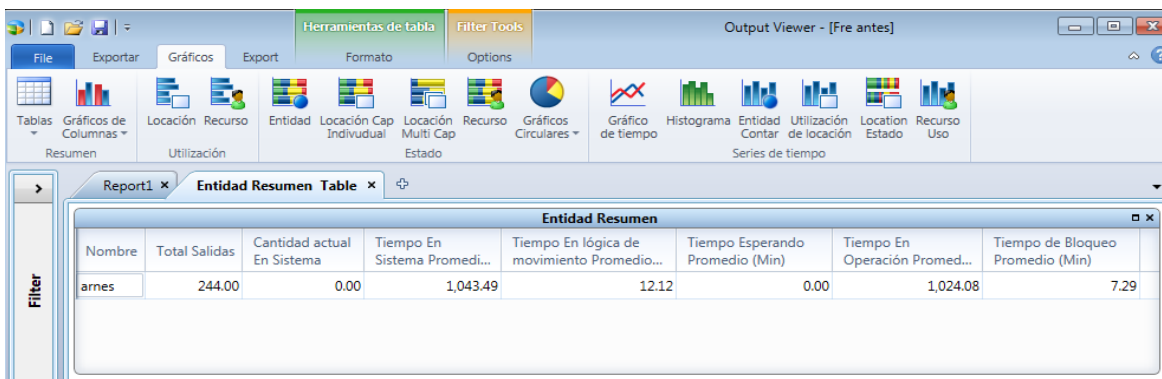 Herramientas de tabla Filter Tools Output Viewer - [Fre antes]
File Exportar Gráficos Export Formato Options
Tablas Gráficos de Columnas Locación Recurso Entidad Locación Cap Indivudual Locación Multi Cap Recurso Gráficos Circulares Gráfico de tiempo Histograma Entidad Contar Utilización de locación Location Estado Recurso Uso
Resumen Utilización Estado Series de tiempo
Report1 Entidad Resumen Table
Entidad Resumen
Nombre Total Salidas Cantidad actual En Sistema Tiempo En Sistema Promedi... Tiempo En lógica de movimiento Promedio... Tiempo Esperando Promedio (Min) Tiempo En Operación Promed... Tiempo de Bloqueo Promedio (Min)
arnes 244.00 0.00 1,043.49 12.12 0.00 1,024.08 7.29
Filter